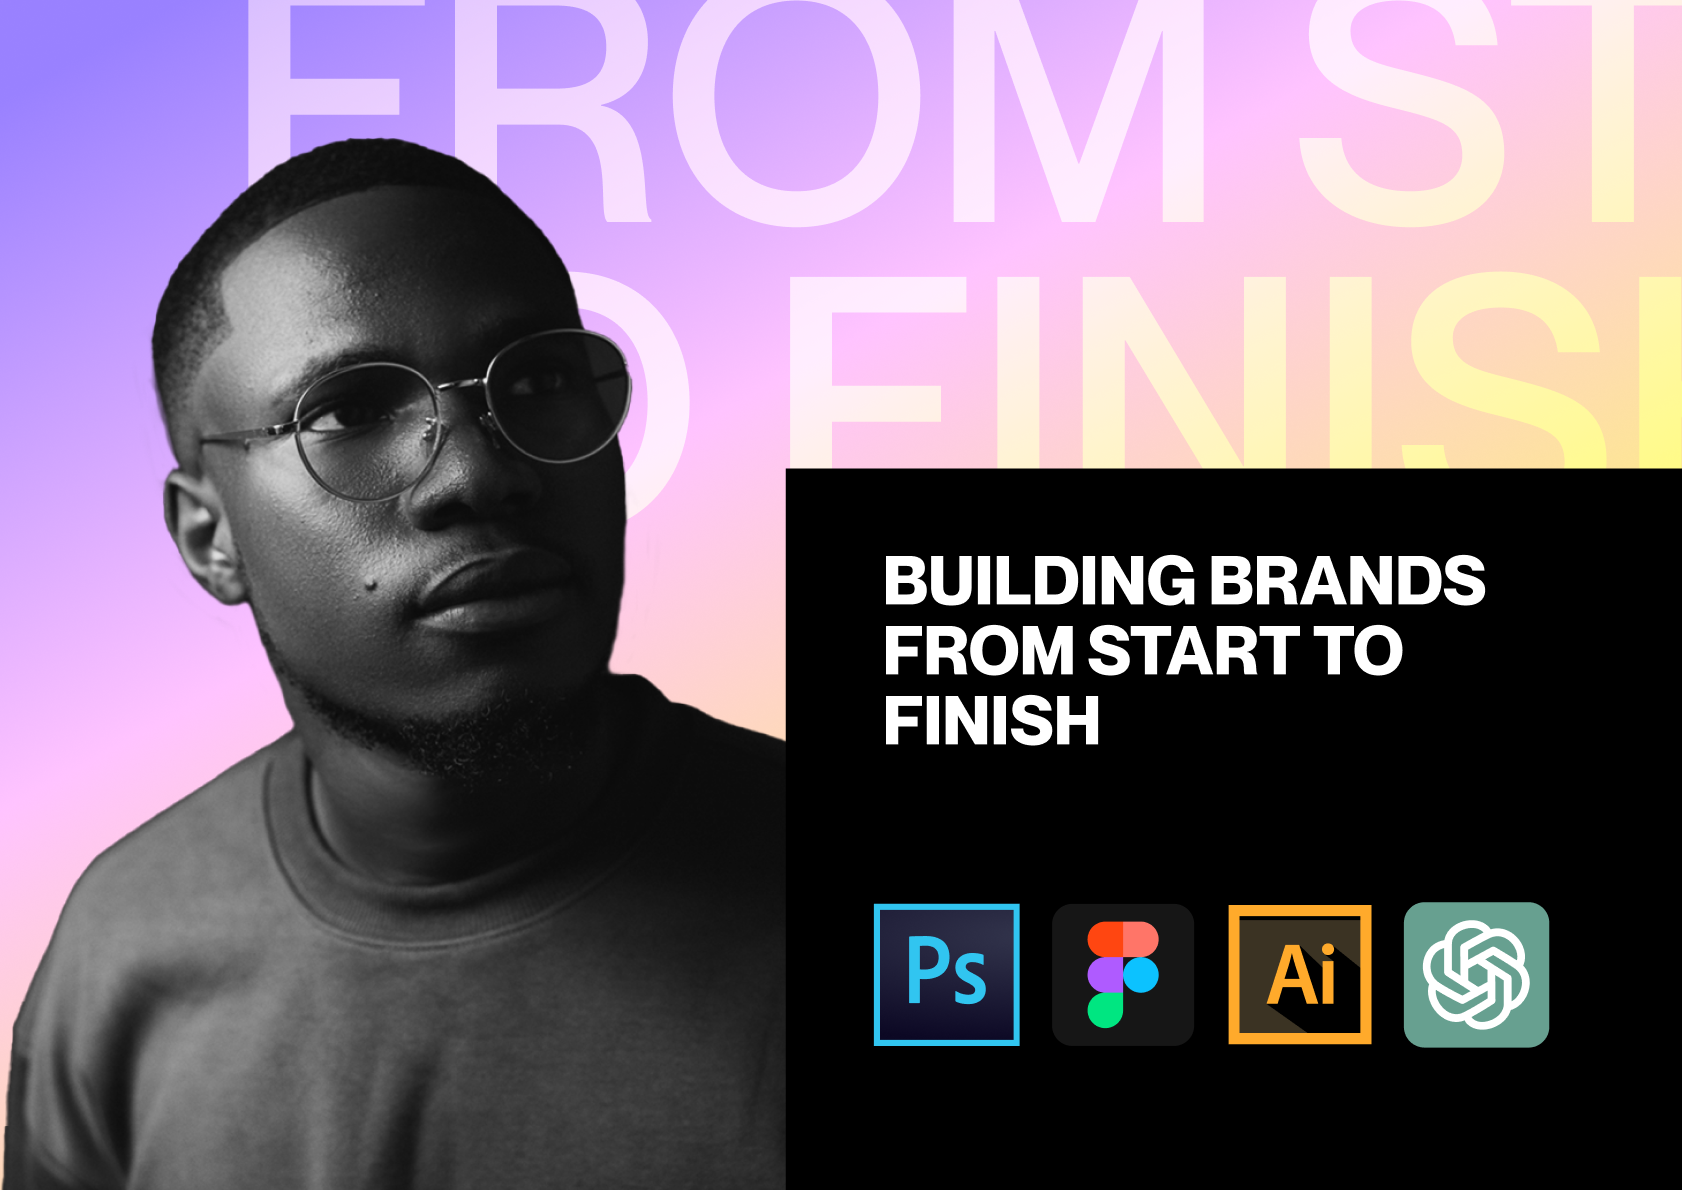 FROM ST
O FINIS
BUILDING BRANDS
FROM START TO
FINISH
Ps
Ai